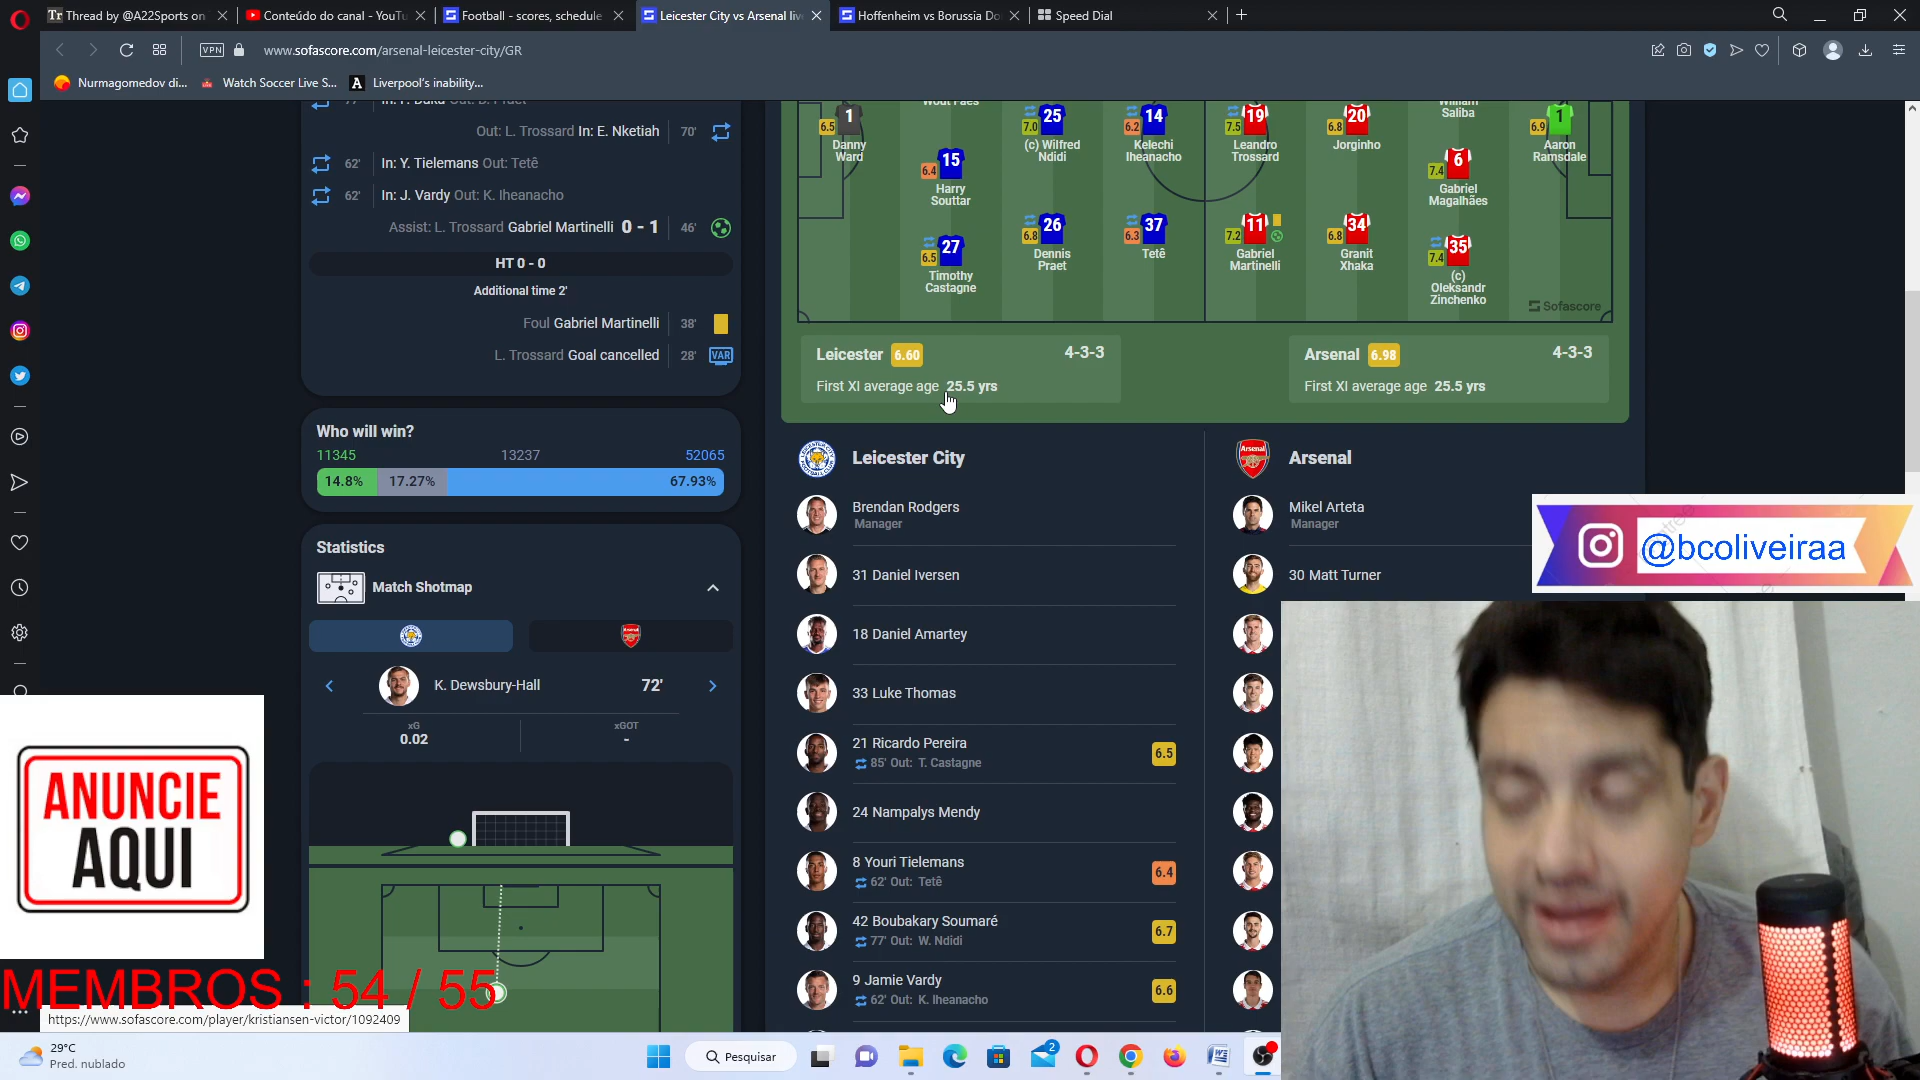 Thread by @A22Sports on
Conteúdo do canal - YouTu
Football - scores, schedule
Leicester City vs Arsenal liv
Hoffenheim vs Borussia Do
Speed Dial
VPN
www.sofascore.com/arsenal-leicester-city/GR
Nurmagomedov di...
Watch Soccer Live S...
A Liverpool's inability...
Out: L. Trossard In: E. Nketiah 70'
62' In: Y. Tielemans Out: Tetê
62' In: J. Vardy Out: K. Iheanacho
Assist: L. Trossard Gabriel Martinelli 0 - 1 46'
HT 0 - 0
Additional time 2'
Foul Gabriel Martinelli 38'
L. Trossard Goal cancelled 28' VAR
Who will win?
11345 13237 52065
14.8% 17.27% 67.93%
Statistics
Match Shotmap
K. Dewsbury-Hall 72'
xG xGOT
0.02 -
Wout Faes
William
Saliba
1 6.5
Danny
Ward
25 7.0
(c) Wilfred
Ndidi
14 6.2
Kelechi
Iheanacho
19 7.5
Leandro
Trossard
20 6.8
Jorginho
1 6.9
Aaron
Ramsdale
15 6.4
Harry
Souttar
6 7.4
Gabriel
Magalhães
27 6.5
Timothy
Castagne
26 6.8
Dennis
Praet
37 6.3
Tetê
11 7.2
Gabriel
Martinelli
34 6.8
Granit
Xhaka
35 7.4
(c)
Oleksandr
Zinchenko
Sofascore
Leicester 6.60 4-3-3
First XI average age 25.5 yrs
Arsenal 6.98 4-3-3
First XI average age 25.5 yrs
Leicester City
Brendan Rodgers
Manager
31 Daniel Iversen
18 Daniel Amartey
33 Luke Thomas
21 Ricardo Pereira
85' Out: T. Castagne
6.5
24 Nampalys Mendy
8 Youri Tielemans
62' Out: Tetê
6.4
42 Boubakary Soumaré
77' Out: W. Ndidi
6.7
9 Jamie Vardy
62' Out: K. Iheanacho
6.6
Arsenal
Mikel Arteta
Manager
30 Matt Turner
@bcoliveiraa
ANUNCIE
AQUI
MEMBROS : 54 / 55
https://www.sofascore.com/player/kristiansen-victor/1092409
29°C
Pred. nublado
Pesquisar
2